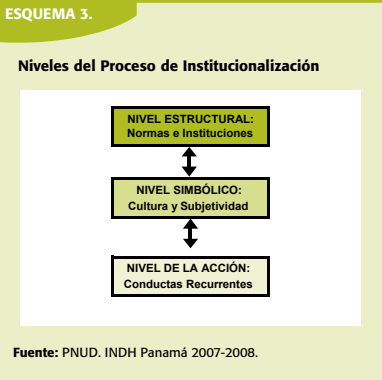 ESQUEMA 3.
Niveles del Proceso de Institucionalización
NIVEL ESTRUCTURAL:
Normas e Instituciones
NIVEL SIMBÓLICO:
Cultura y Subjetividad
NIVEL DE LA ACCIÓN:
Conductas Recurrentes
Fuente: PNUD. INDH Panamá 2007-2008.